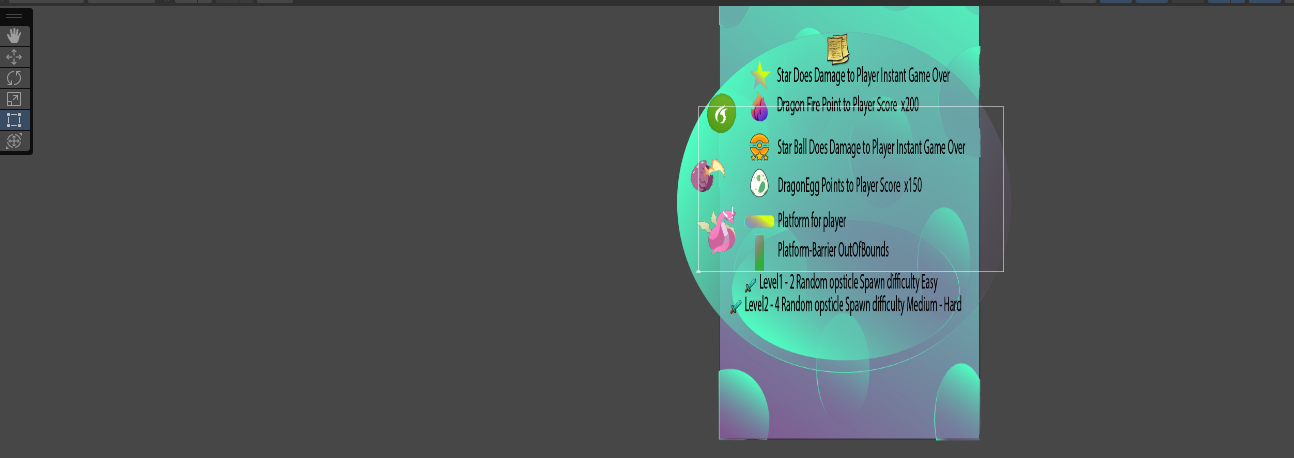 Star Does Damage to Player Instant Game Over
Dragon Fire Point to Player Score x200
Star Ball Does Damage to Player Instant Game Over
DragonEgg Points to Player Score x150
Platform for player
Platform-Barrier OutOfBounds
Level1 - 2 Random opsticle Spawn difficulty Easy
Level2 - 4 Random opsticle Spawn difficulty Medium - Hard